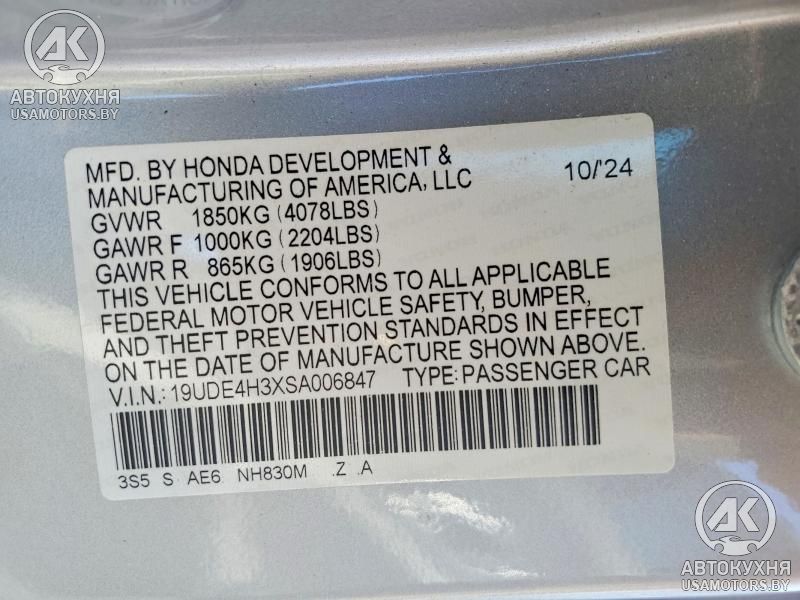 AK
АВТОКУХНЯ
USAMOTORS.BY
MFD. BY HONDA DEVELOPMENT &
MANUFACTURING OF AMERICA, LLC 10/'24
GVWR 1850KG (4078LBS)
GAWR F 1000KG (2204LBS)
GAWR R 865KG (1906LBS)
THIS VEHICLE CONFORMS TO ALL APPLICABLE
FEDERAL MOTOR VEHICLE SAFETY, BUMPER,
AND THEFT PREVENTION STANDARDS IN EFFECT
ON THE DATE OF MANUFACTURE SHOWN ABOVE.
V.I.N.: 19UDE4H3XSA006847 TYPE: PASSENGER CAR
3S5 S AE6 NH830M .Z .A
AK
АВТОКУХНЯ
USAMOTORS.BY